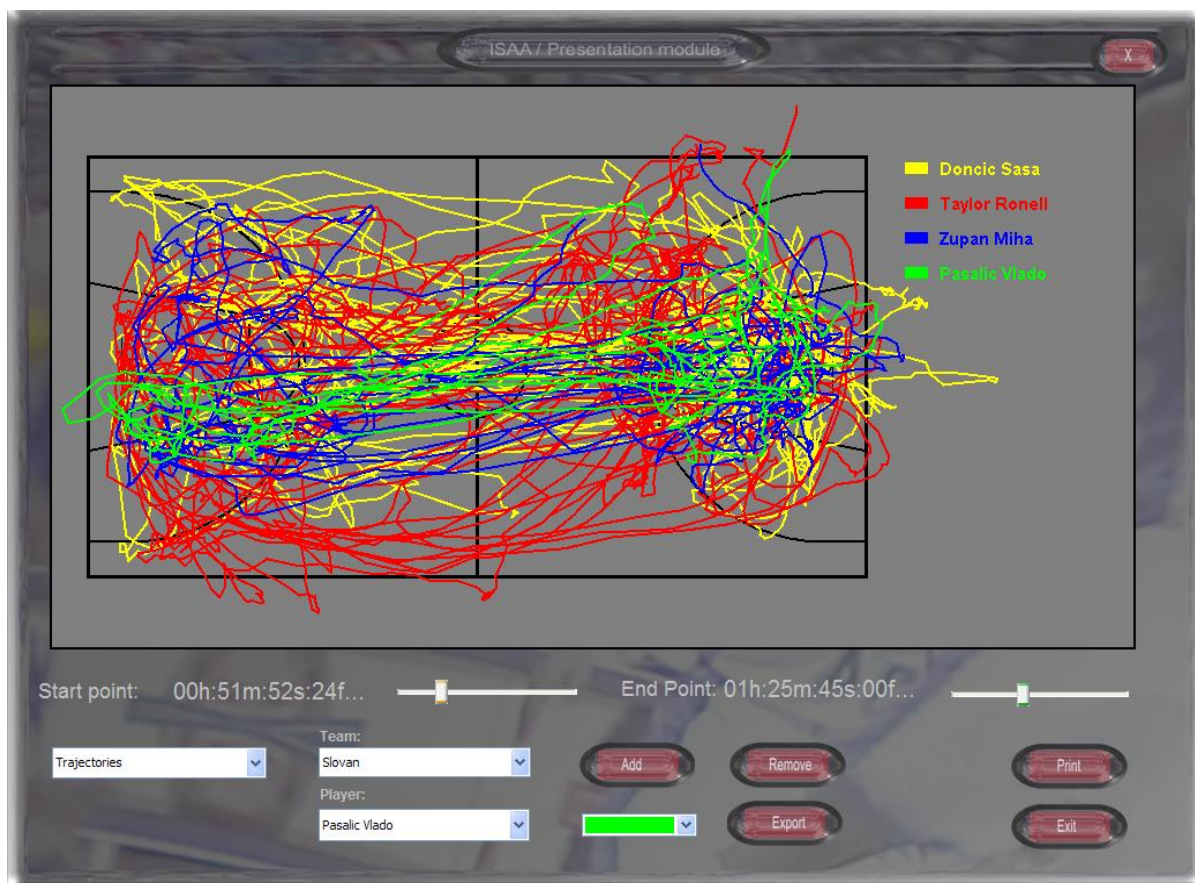 ISAA / Presentation module
X
Doncic Sasa
Taylor Ronell
Zupan Miha
Pasalic Vlado
Start point: 00h:51m:52s:24f... End Point: 01h:25m:45s:00f...
Team:
Trajectories Slovan Add Remove Print
Player:
Pasalic Vlado Export Exit